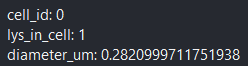 cell_id: 0
lys_in_cell: 1
diameter_um: 0.2820999711751938